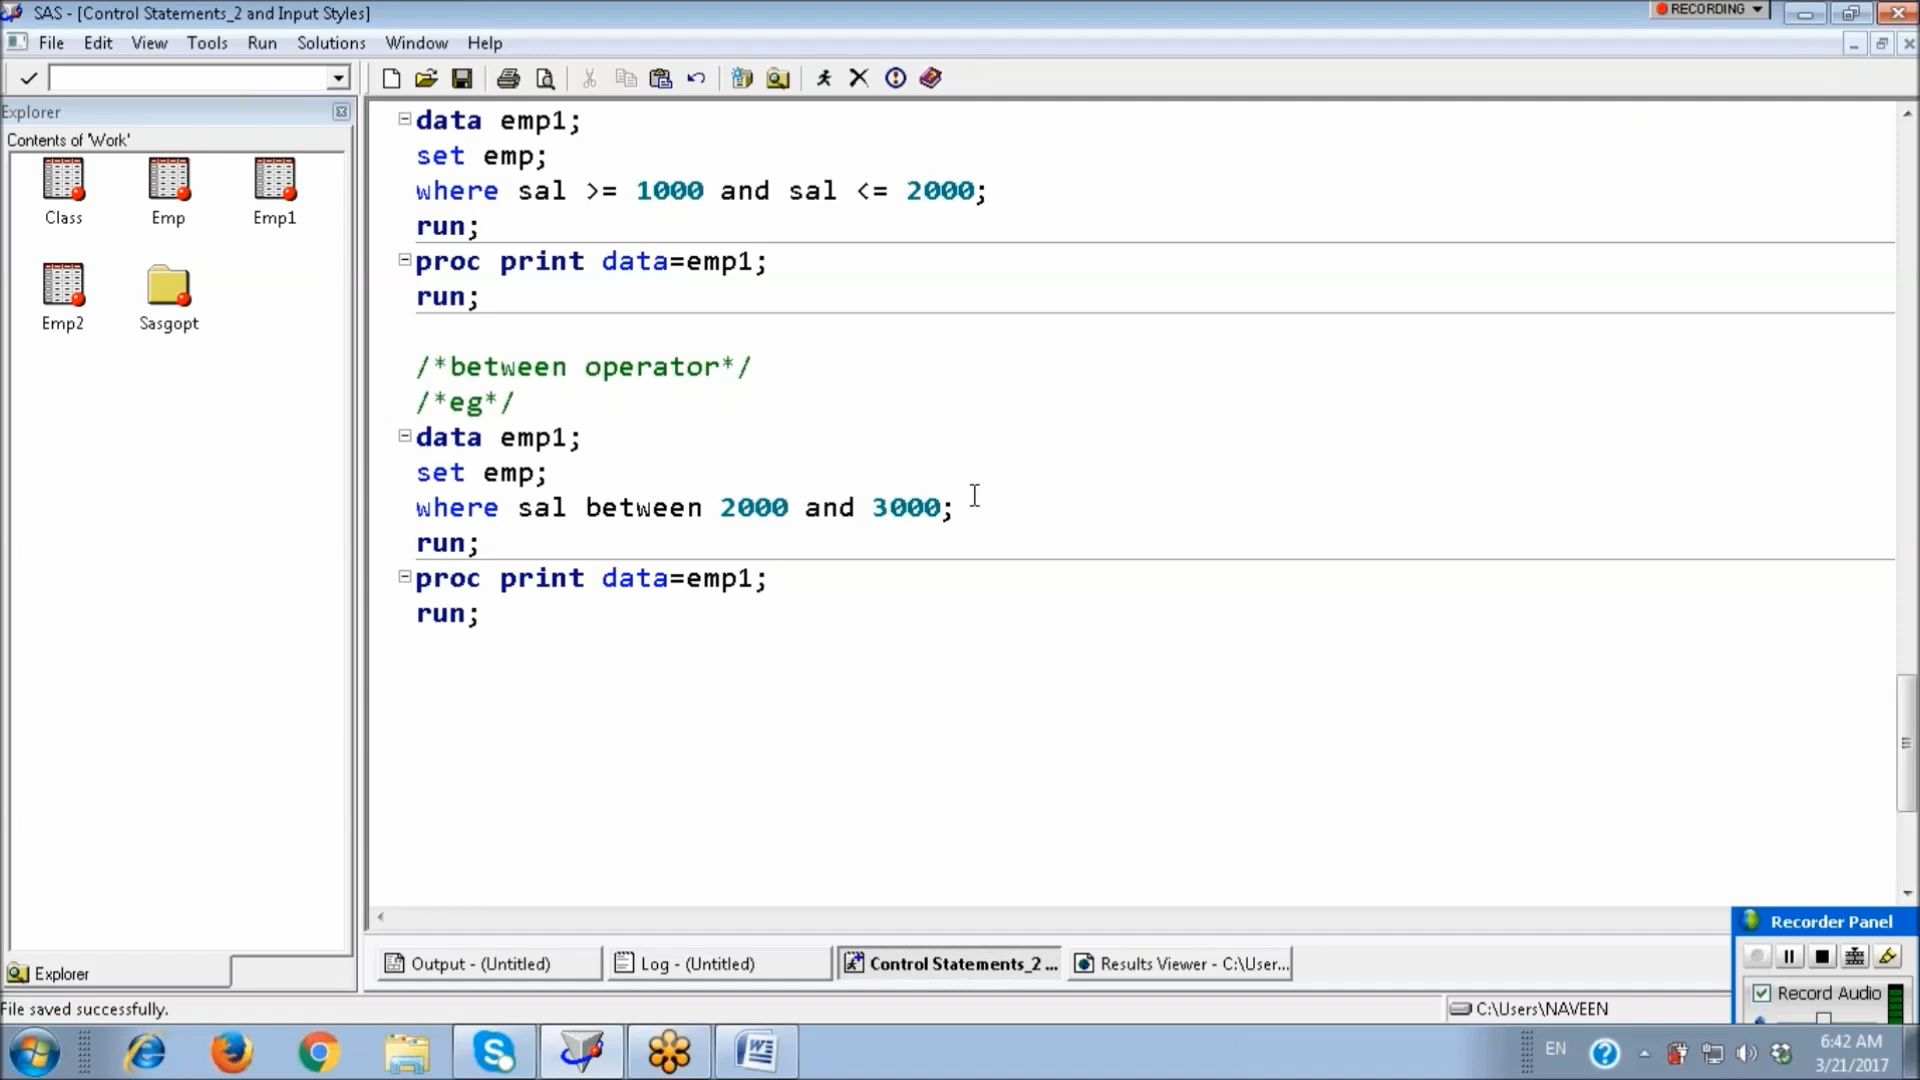 SAS - [Control Statements_2 and Input Styles]
RECORDING
File Edit View Tools Run Solutions Window Help
Explorer
Contents of 'Work'
Class Emp Emp1
Emp2 Sasgopt
data emp1;
set emp;
where sal >= 1000 and sal <= 2000;
run;
proc print data=emp1;
run;
/*between operator*/
/*eg*/
data emp1;
set emp;
where sal between 2000 and 3000;
run;
proc print data=emp1;
run;
Recorder Panel
Record Audio
Explorer
Output - (Untitled) Log - (Untitled) Control Statements_2 ... Results Viewer - C:\User...
File saved successfully.
C:\Users\NAVEEN
EN
6:42 AM
3/21/2017